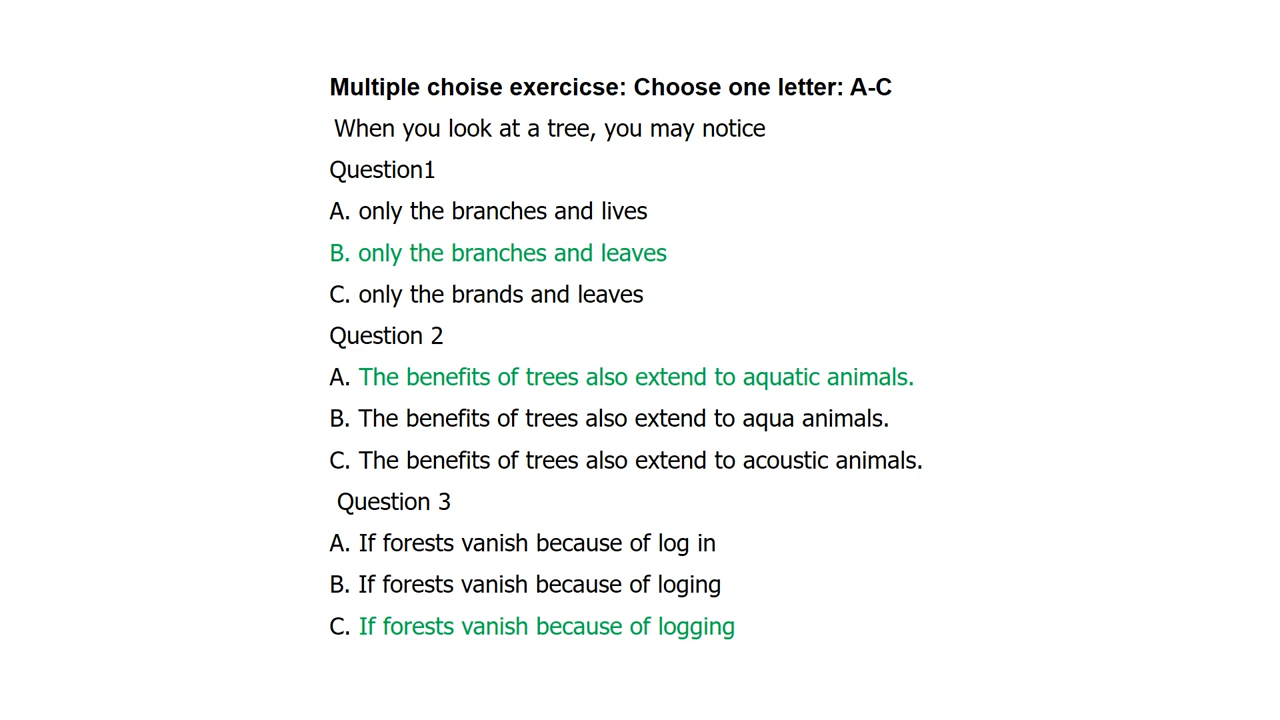 Multiple choise exercicse: Choose one letter: A-C
When you look at a tree, you may notice
Question1
A. only the branches and lives
B. only the branches and leaves
C. only the brands and leaves
Question 2
A. The benefits of trees also extend to aquatic animals.
B. The benefits of trees also extend to aqua animals.
C. The benefits of trees also extend to acoustic animals.
Question 3
A. If forests vanish because of log in
B. If forests vanish because of loging
C. If forests vanish because of logging